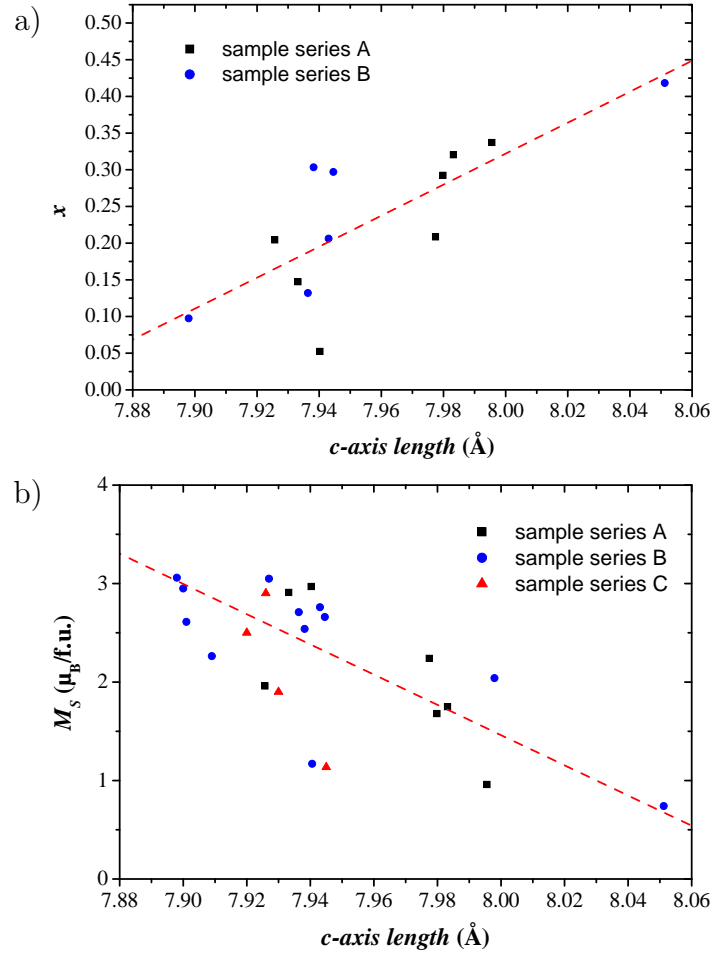 a)
0.50
0.45
0.40
0.35
0.30
0.25
0.20
0.15
0.10
0.05
0.00
x
sample series A
sample series B
7.88 7.90 7.92 7.94 7.96 7.98 8.00 8.02 8.04 8.06
c-axis length (Å)
b)
4
3
2
1
0
M_S (μ_B/f.u.)
sample series A
sample series B
sample series C
7.88 7.90 7.92 7.94 7.96 7.98 8.00 8.02 8.04 8.06
c-axis length (Å)